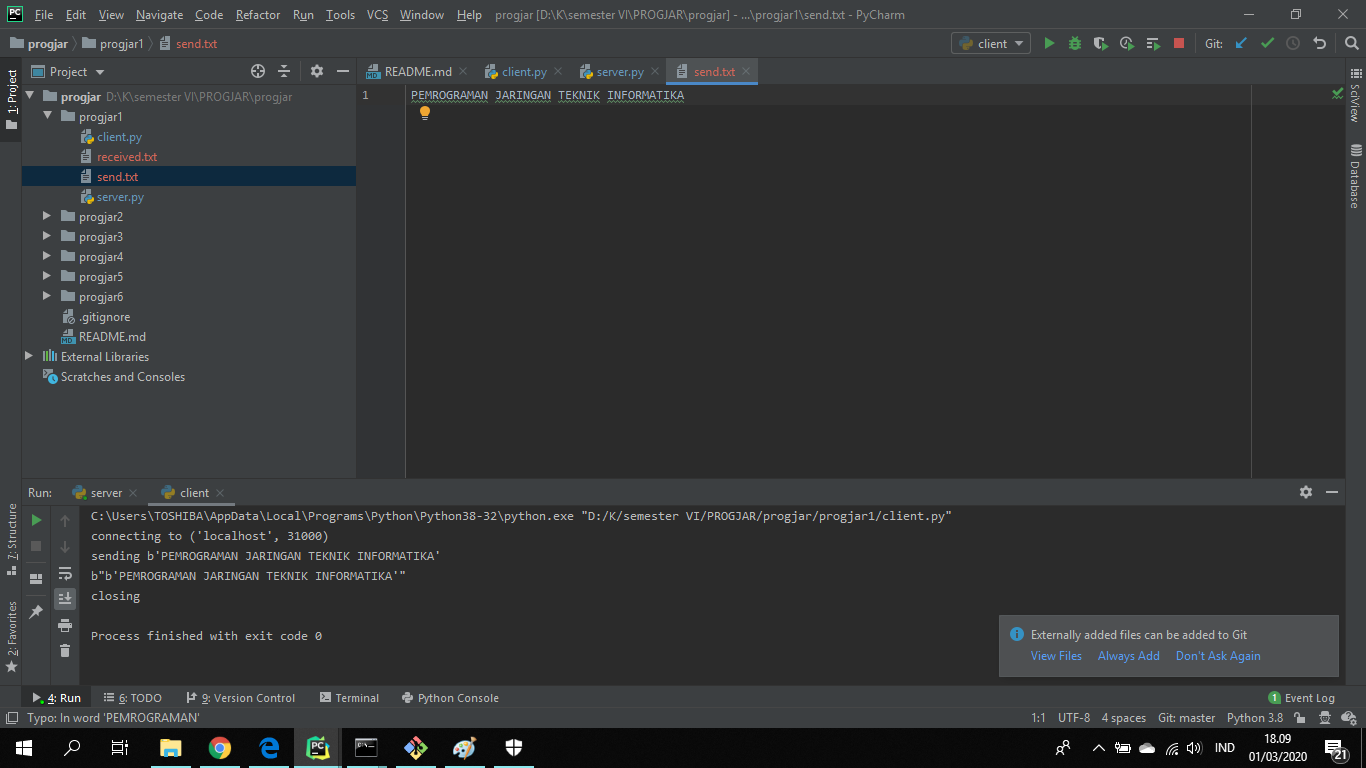 File Edit View Navigate Code Refactor Run Tools VCS Window Help progjar [D:\K\semester VI\PROGJAR\progjar] - ...\progjar1\send.txt - PyCharm
progjar progjar1 send.txt client Git:
1: Project
Project
README.md client.py server.py send.txt
progjar D:\K\semester VI\PROGJAR\progjar
progjar1
client.py
received.txt
send.txt
server.py
progjar2
progjar3
progjar4
progjar5
progjar6
.gitignore
README.md
External Libraries
Scratches and Consoles
1 PEMROGRAMAN JARINGAN TEKNIK INFORMATIKA
SciView
Database
7: Structure
2: Favorites
Run: server client
C:\Users\TOSHIBA\AppData\Local\Programs\Python\Python38-32\python.exe "D:/K/semester VI/PROGJAR/progjar/progjar1/client.py"
connecting to ('localhost', 31000)
sending b'PEMROGRAMAN JARINGAN TEKNIK INFORMATIKA'
b"b'PEMROGRAMAN JARINGAN TEKNIK INFORMATIKA'"
closing
Process finished with exit code 0
Externally added files can be added to Git
View Files Always Add Don't Ask Again
4: Run 6: TODO 9: Version Control Terminal Python Console 1 Event Log
Typo: In word 'PEMROGRAMAN' 1:1 UTF-8 4 spaces Git: master Python 3.8
IND
18.09
01/03/2020
21